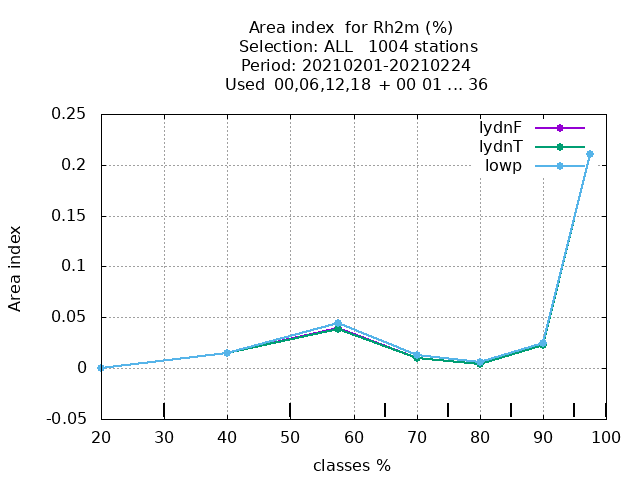 Area index  for Rh2m (%)
Selection: ALL   1004 stations
Period: 20210201-20210224
Used  00,06,12,18  + 00 01 ... 36
0.25
0.2
0.15
0.1
0.05
0
-0.05
Area index
lydnF
lydnT
lowp
20 30 40 50 60 70 80 90 100
classes %